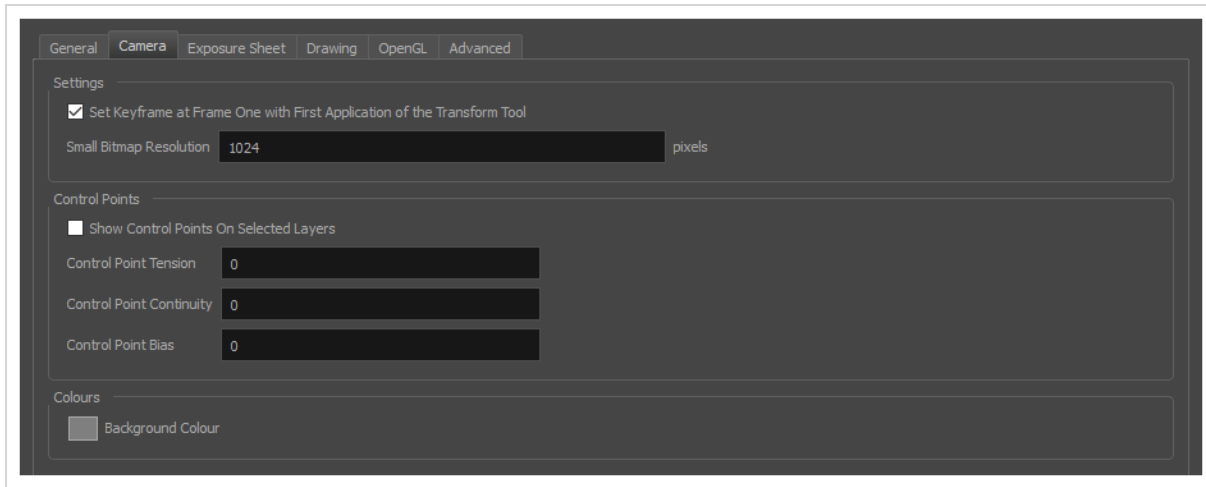 General Camera Exposure Sheet Drawing OpenGL Advanced
Settings
Set Keyframe at Frame One with First Application of the Transform Tool
Small Bitmap Resolution 1024 pixels
Control Points
Show Control Points On Selected Layers
Control Point Tension 0
Control Point Continuity 0
Control Point Bias 0
Colours
Background Colour